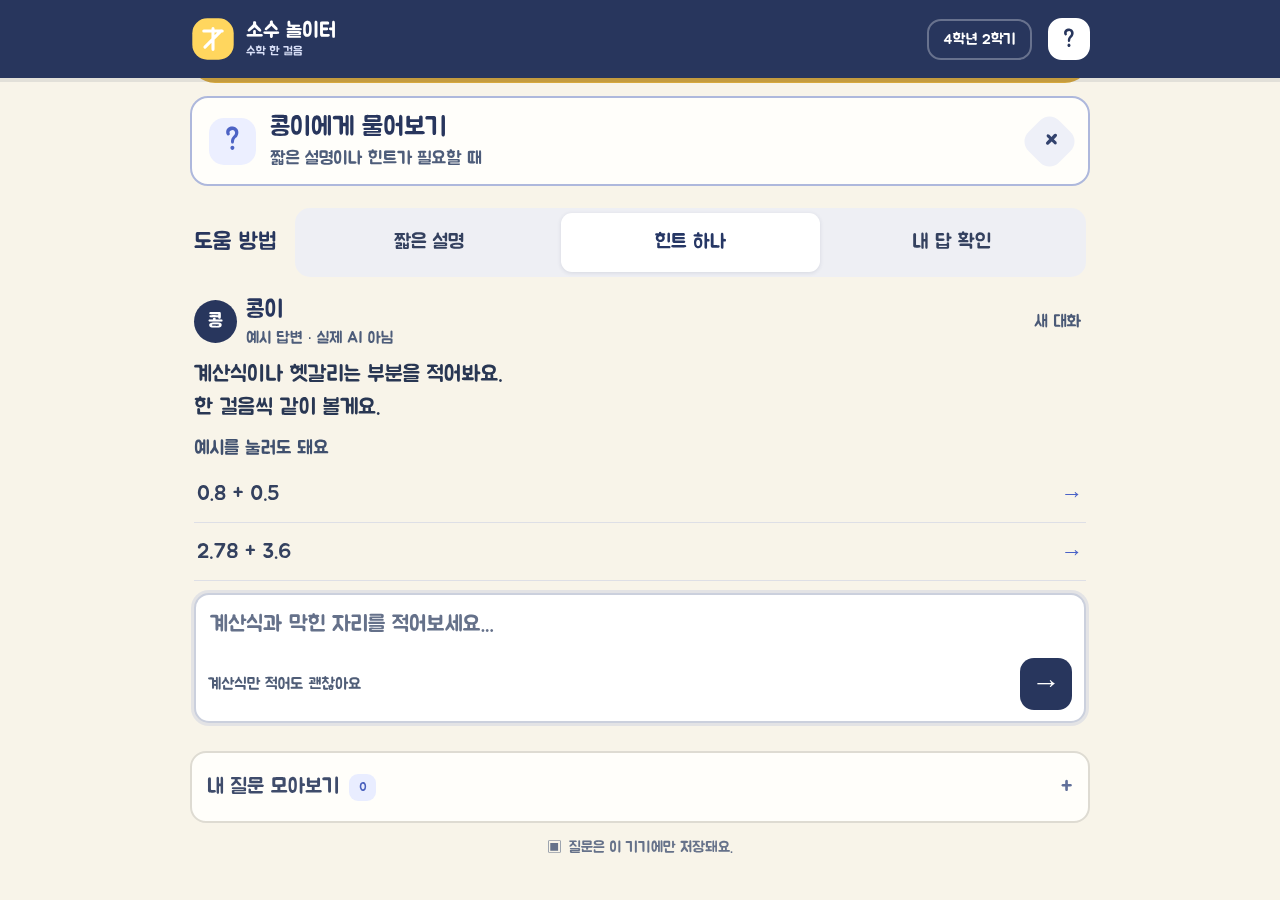 소수 놀이터
수학 한 걸음
4학년 2학기
?
?
콩이에게 물어보기
짧은 설명이나 힌트가 필요할 때
×
도움 방법
짧은 설명
힌트 하나
내 답 확인
콩
콩이
예시 답변 · 실제 AI 아님
새 대화
계산식이나 헷갈리는 부분을 적어봐요.
한 걸음씩 같이 볼게요.
예시를 눌러도 돼요
0.8 + 0.5 →
2.78 + 3.6 →
계산식과 막힌 자리를 적어보세요...
계산식만 적어도 괜찮아요
→
내 질문 모아보기 0 +
▣ 질문은 이 기기에만 저장돼요.